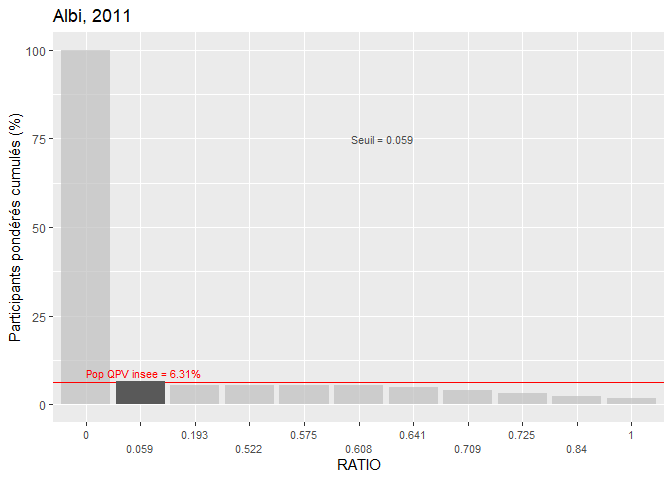 Albi, 2011
Participants pondérés cumulés (%)
100
75
50
25
0
Seuil = 0.059
Pop QPV insee = 6.31%
0 0.193 0.575 0.641 0.725 1
0.059 0.522 0.608 0.709 0.84
RATIO